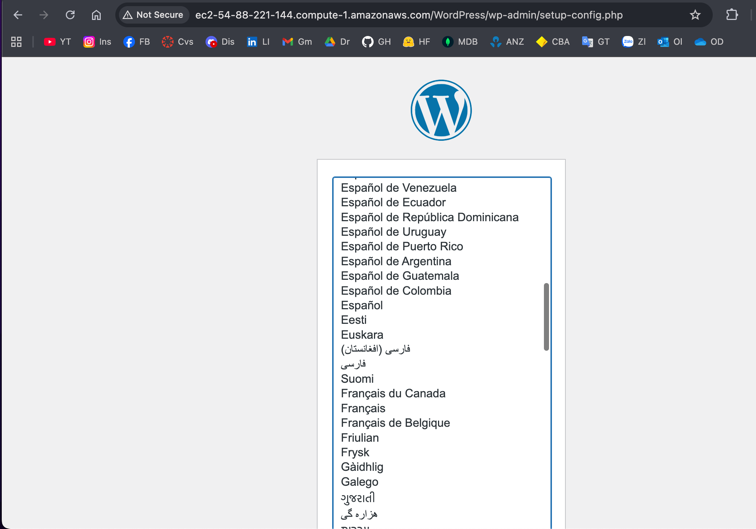 Not Secure ec2-54-88-221-144.compute-1.amazonaws.com/WordPress/wp-admin/setup-config.php
YT Ins FB Cvs Dis LI Gm Dr GH HF MDB ANZ CBA GT ZI OI OD
W
Español de Venezuela
Español de Ecuador
Español de República Dominicana
Español de Uruguay
Español de Puerto Rico
Español de Argentina
Español de Guatemala
Español de Colombia
Español
Eesti
Euskara
(فارسی (افغانستان
فارسی
Suomi
Français du Canada
Français
Français de Belgique
Friulian
Frysk
Gàidhlig
Galego
ગુજરાતી
هزاره گی